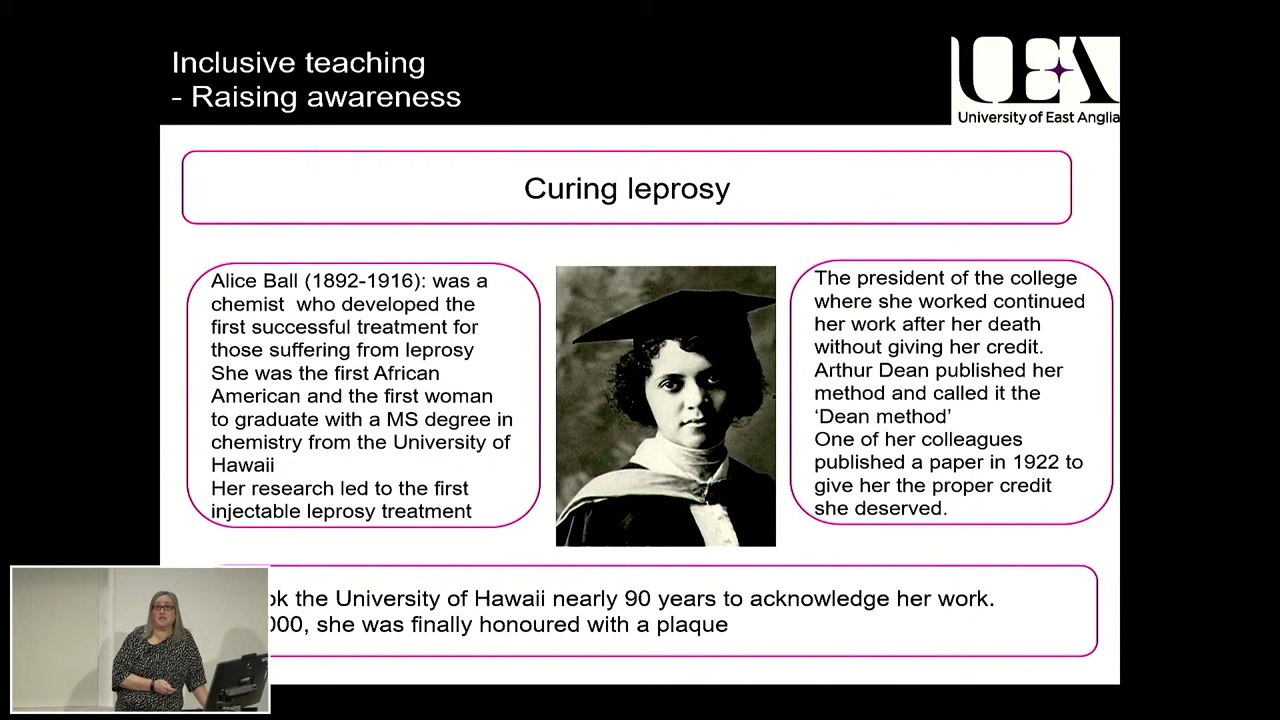 Inclusive teaching
- Raising awareness
UEA
University of East Anglia
Curing leprosy
Alice Ball (1892-1916): was a
chemist who developed the
first successful treatment for
those suffering from leprosy
She was the first African
American and the first woman
to graduate with a MS degree in
chemistry from the University of
Hawaii
Her research led to the first
injectable leprosy treatment
The president of the college
where she worked continued
her work after her death
without giving her credit.
Arthur Dean published her
method and called it the
‘Dean method’
One of her colleagues
published a paper in 1922 to
give her the proper credit
she deserved.
the University of Hawaii nearly 90 years to acknowledge her work.
she was finally honoured with a plaque